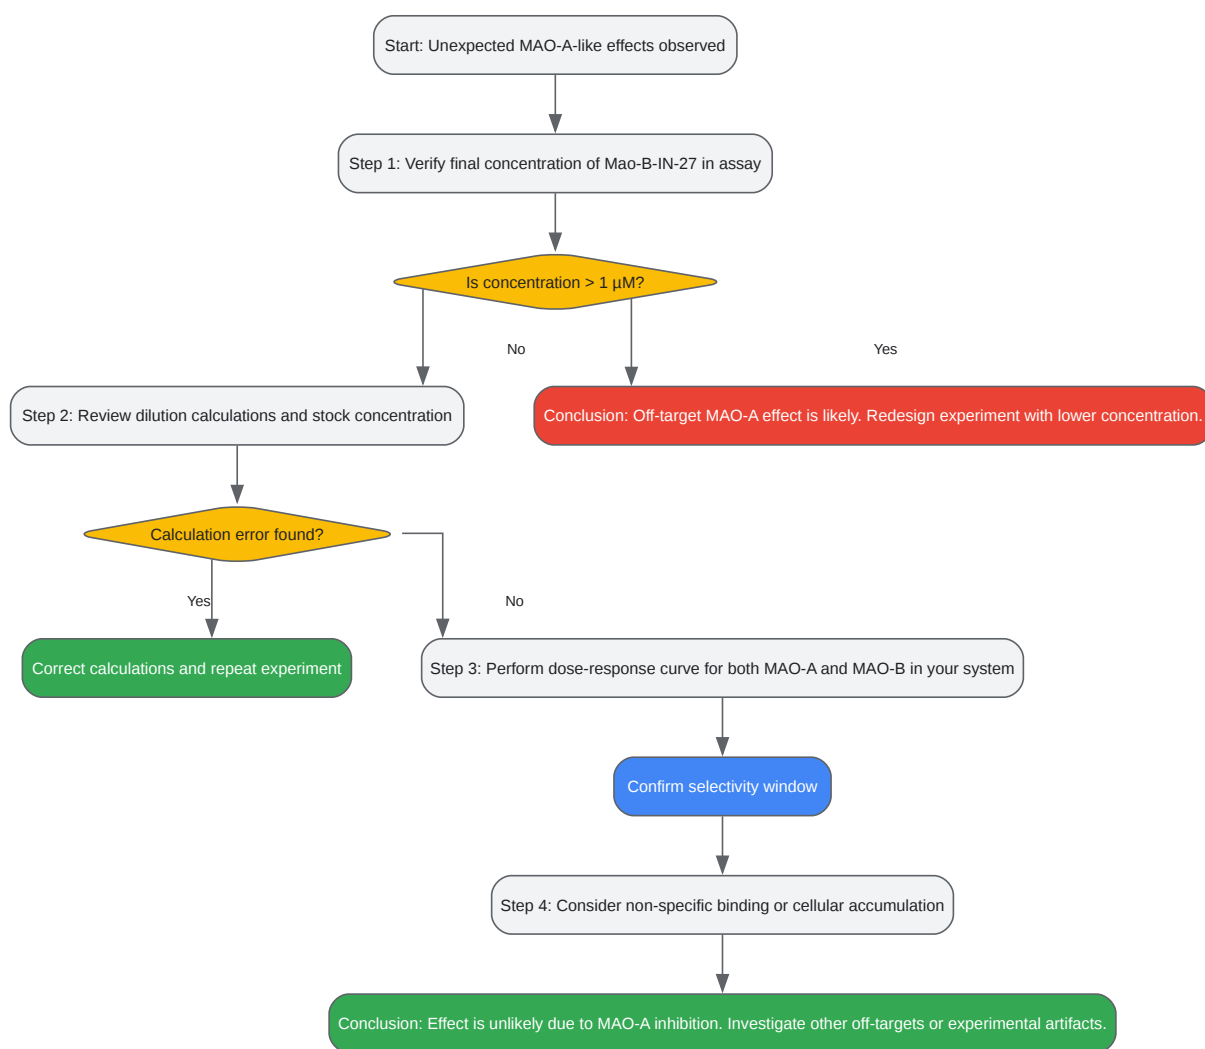 Start: Unexpected MAO-A-like effects observed
Step 1: Verify final concentration of Mao-B-IN-27 in assay
Is concentration > 1 µM?
No
Yes
Step 2: Review dilution calculations and stock concentration
Conclusion: Off-target MAO-A effect is likely. Redesign experiment with lower concentration.
Calculation error found?
Yes
No
Correct calculations and repeat experiment
Step 3: Perform dose-response curve for both MAO-A and MAO-B in your system
Confirm selectivity window
Step 4: Consider non-specific binding or cellular accumulation
Conclusion: Effect is unlikely due to MAO-A inhibition. Investigate other off-targets or experimental artifacts.